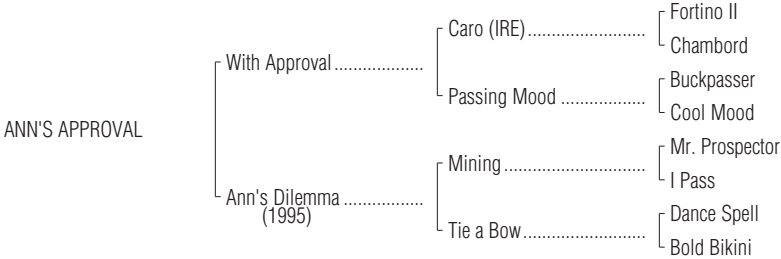 Fortino II
Caro (IRE)..........................
Chambord
With Approval ...................
Buckpasser
Passing Mood ...................
Cool Mood
ANN'S APPROVAL
Mr. Prospector
Mining...............................
I Pass
Ann's Dilemma .................
(1995)
Dance Spell
Tie a Bow...........................
Bold Bikini